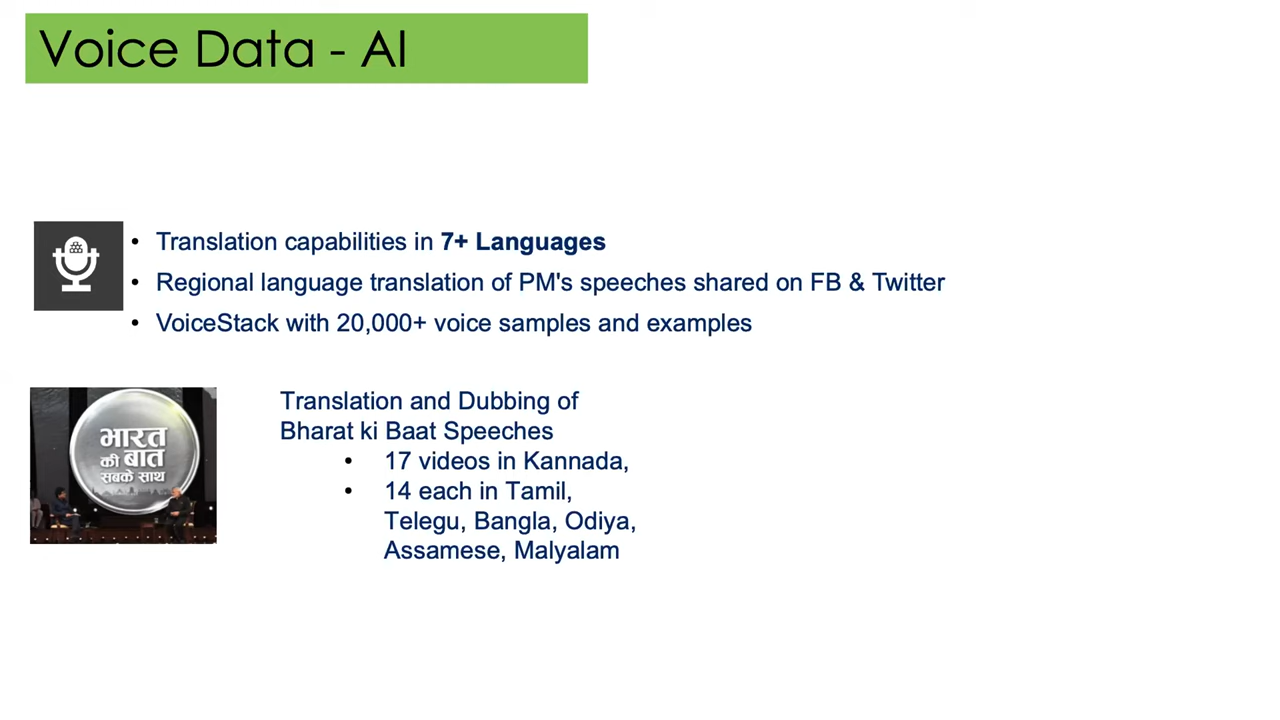 Voice Data - AI
• Translation capabilities in 7+ Languages
• Regional language translation of PM's speeches shared on FB & Twitter
• VoiceStack with 20,000+ voice samples and examples
भारत
की बात
सबके साथ
Translation and Dubbing of
Bharat ki Baat Speeches
• 17 videos in Kannada,
• 14 each in Tamil,
Telegu, Bangla, Odiya,
Assamese, Malyalam